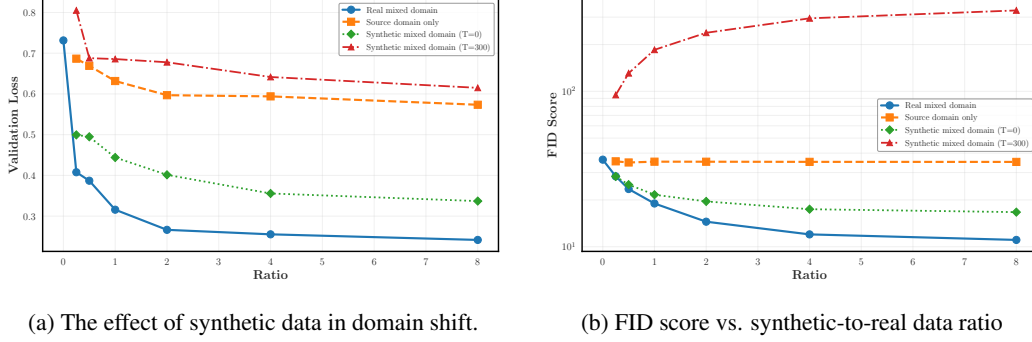 Real mixed domain
Source domain only
Synthetic mixed domain (T=0)
Synthetic mixed domain (T=300)
0.8
0.7
0.6
0.5
0.4
0.3
Validation Loss
0 1 2 3 4 5 6 7 8
Ratio
(a) The effect of synthetic data in domain shift.
10²
10¹
FID Score
Real mixed domain
Source domain only
Synthetic mixed domain (T=0)
Synthetic mixed domain (T=300)
0 1 2 3 4 5 6 7 8
Ratio
(b) FID score vs. synthetic-to-real data ratio